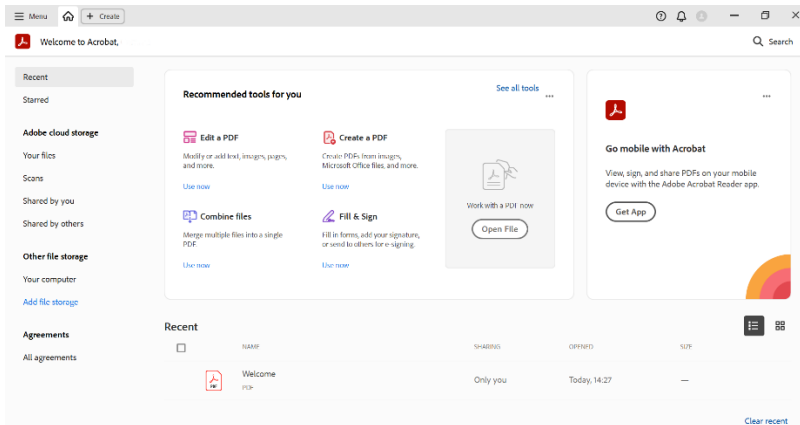 Menu
Create
Welcome to Acrobat,
Search
Recent
Starred
Adobe cloud storage
Your files
Scans
Shared by you
Shared by others
Other file storage
Your computer
Add file storage
Agreements
All agreements
Recommended tools for you
See all tools
Edit a PDF
Modify or add text, images, pages,
and more.
Use now
Create a PDF
Create PDFs from images,
Microsoft Office files, and more.
Use now
Combine files
Merge multiple files into a single
PDF.
Use now
Fill & Sign
Fill in forms, add your signature,
or send to others for e-signing.
Use now
Work with a PDF now
Open File
Go mobile with Acrobat
View, sign, and share PDFs on your mobile
device with the Adobe Acrobat Reader app.
Get App
Recent
NAME SHARING OPENED SIZE
Welcome Only you Today, 14:27 —
PDF
PDF
Clear recent